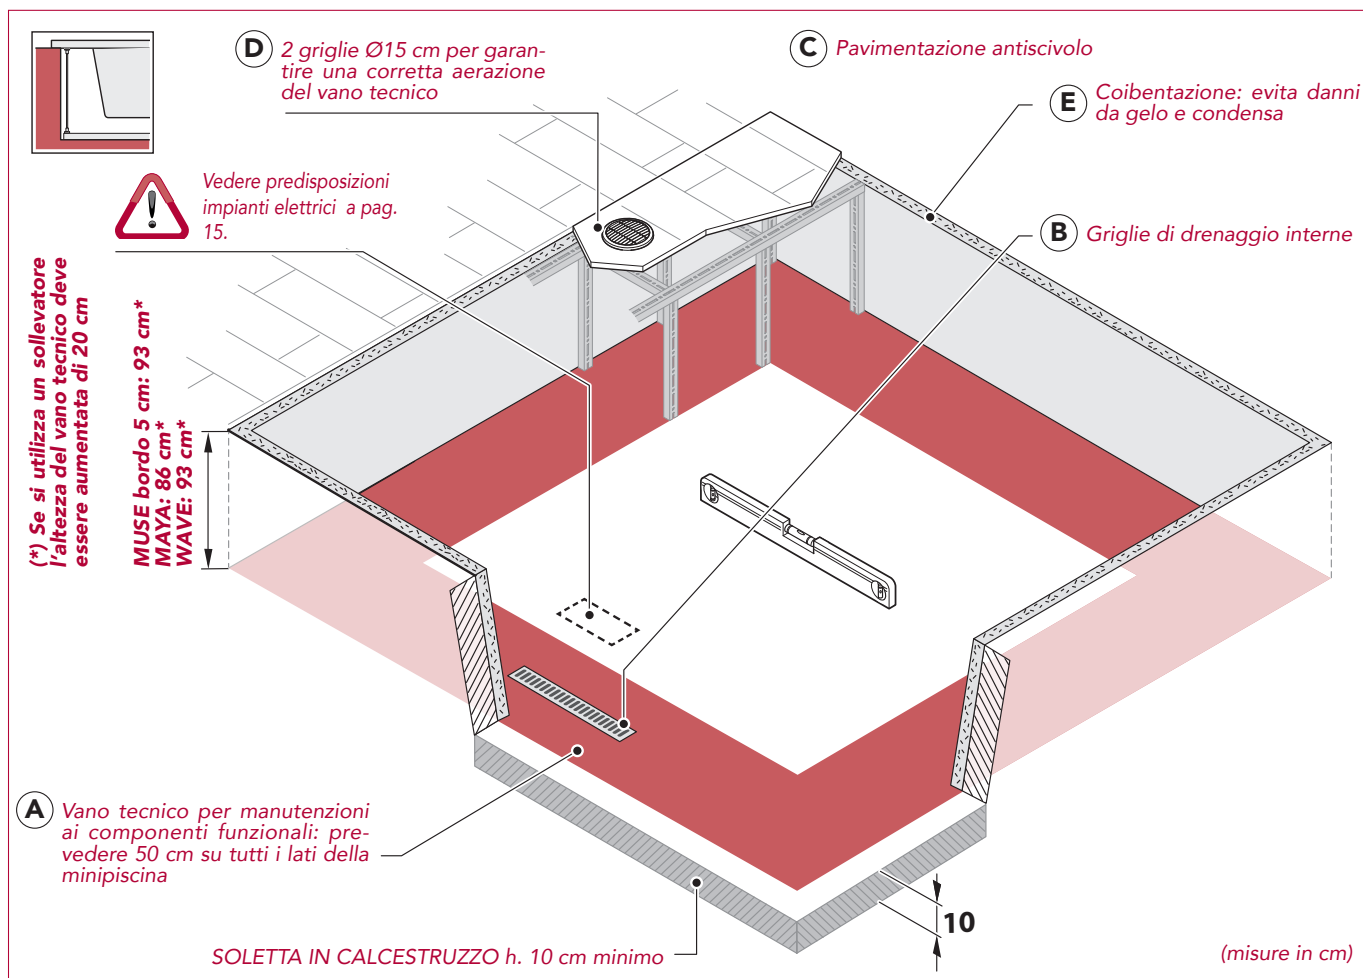 D
2 griglie Ø15 cm per garan-
tire una corretta aerazione
del vano tecnico
C
Pavimentazione antiscivolo
E
Coibentazione: evita danni
da gelo e condensa
Vedere predisposizioni
impianti elettrici a pag.
15.
B
Griglie di drenaggio interne
(*) Se si utilizza un sollevatore
l'altezza del vano tecnico deve
essere aumentata di 20 cm
MUSE bordo 5 cm: 93 cm*
MAYA: 86 cm*
WAVE: 93 cm*
A
Vano tecnico per manutenzioni
ai componenti funzionali: pre-
vedere 50 cm su tutti i lati della
minipiscina
10
SOLETTA IN CALCESTRUZZO h. 10 cm minimo
(misure in cm)